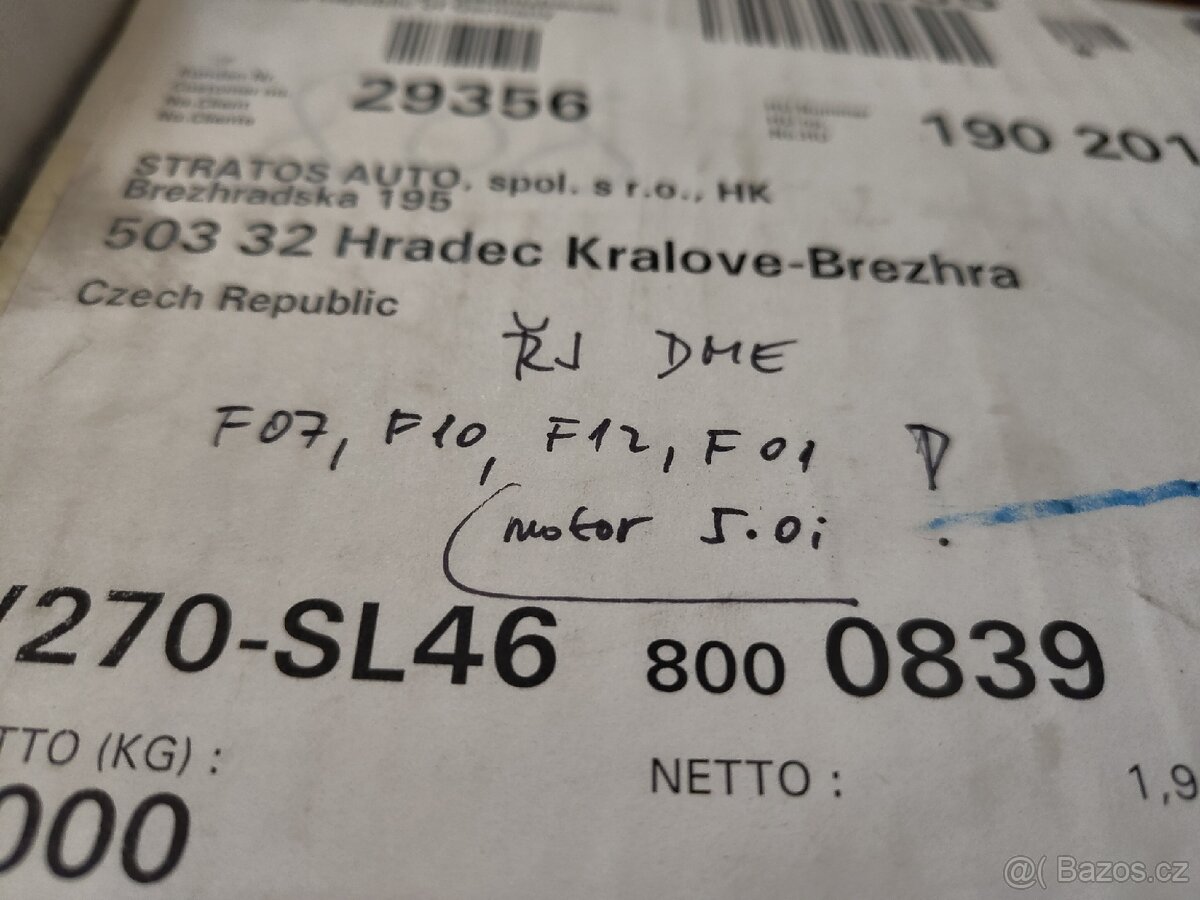 29356
190 201
STRATOS AUTO, spol. s r.o., HK
Brezhradska 195
503 32 Hradec Kralove-Brezhra
Czech Republic
ŘJ DME
F07, F10, F12, F01
motor 5.0i
/270-SL46 800 0839
TTO (KG) :
NETTO : 1,9
000
@( Bazos.cz